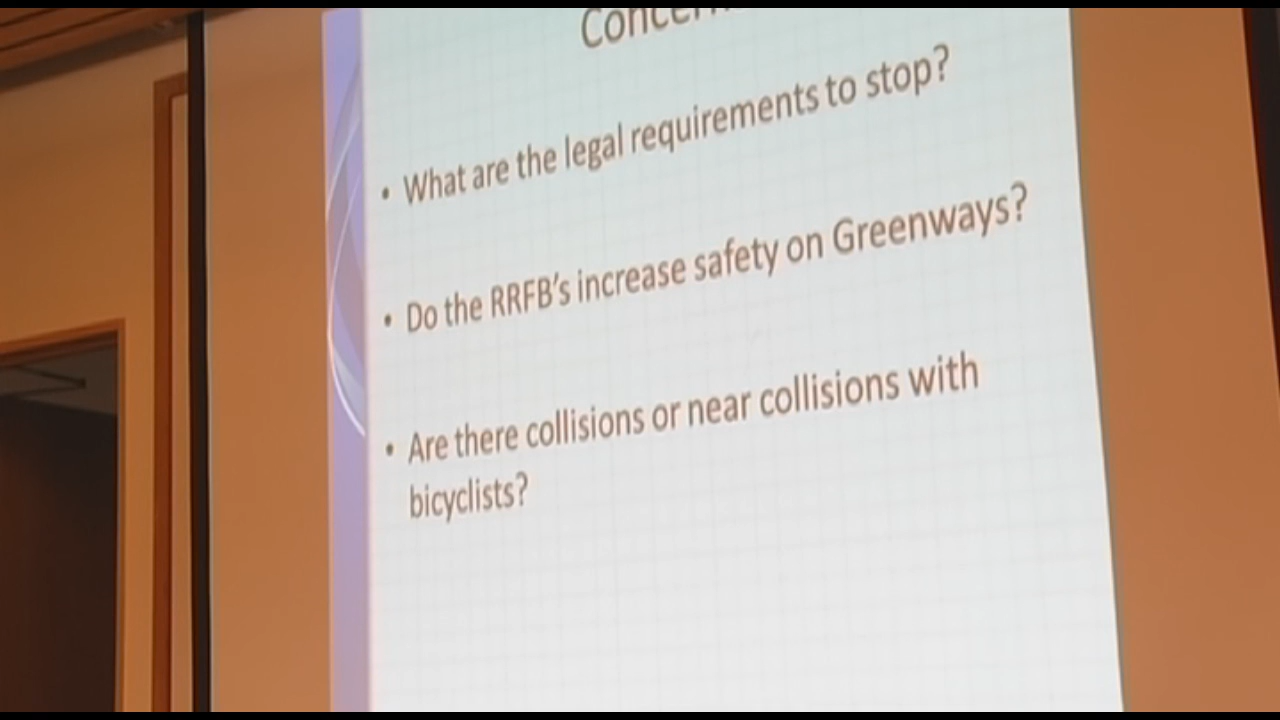 • What are the legal requirements to stop?
• Do the RRFB's increase safety on Greenways?
• Are there collisions or near collisions with
bicyclists?